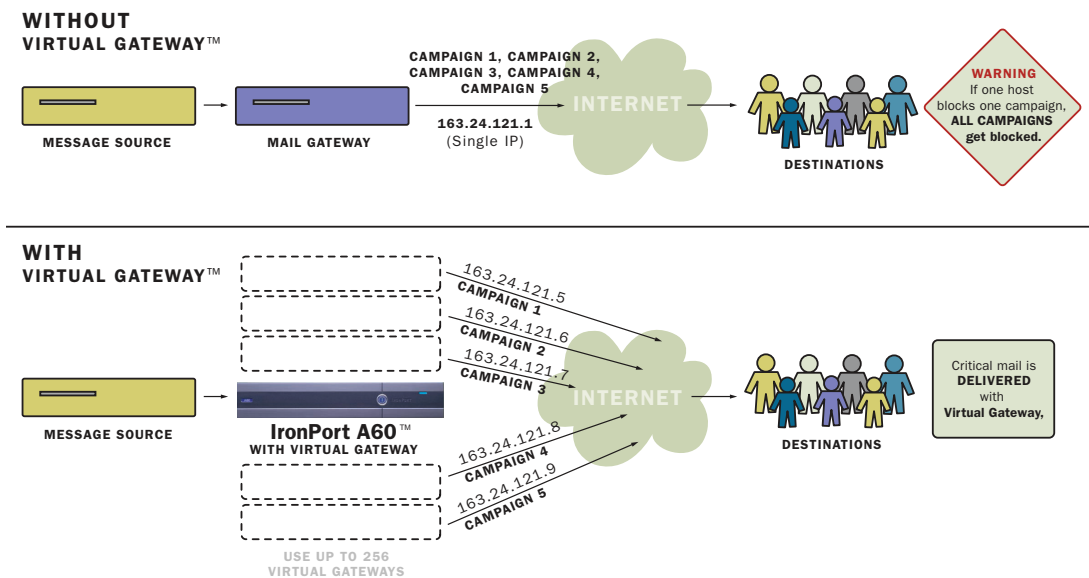 WITHOUT
VIRTUAL GATEWAY™
MESSAGE SOURCE
MAIL GATEWAY
CAMPAIGN 1, CAMPAIGN 2,
CAMPAIGN 3, CAMPAIGN 4,
CAMPAIGN 5
163.24.121.1
(Single IP)
INTERNET
DESTINATIONS
WARNING
If one host
blocks one campaign,
ALL CAMPAIGNS
get blocked.
WITH
VIRTUAL GATEWAY™
MESSAGE SOURCE
IronPort A60™
WITH VIRTUAL GATEWAY
USE UP TO 256
VIRTUAL GATEWAYS
163.24.121.5
CAMPAIGN 1
163.24.121.6
CAMPAIGN 2
163.24.121.7
CAMPAIGN 3
163.24.121.8
CAMPAIGN 4
163.24.121.9
CAMPAIGN 5
INTERNET
DESTINATIONS
Critical mail is
DELIVERED
with
Virtual Gateway,